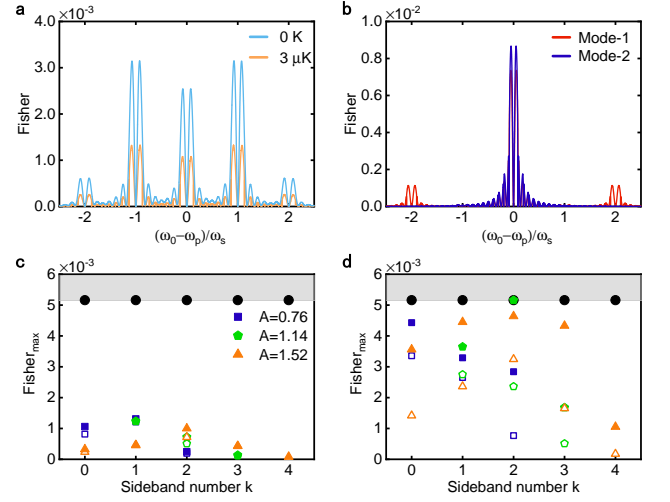 a
×10⁻³
4.0
3.0
2.0
1.0
0.0
Fisher
0 K
3 μK
-2 -1 0 1 2
(ω₀−ωₚ)/ωₛ
b
×10⁻²
1.0
0.8
0.6
0.4
0.2
0.0
Fisher
Mode-1
Mode-2
-2 -1 0 1 2
(ω₀−ωₚ)/ωₛ
c
×10⁻³
6
5
4
3
2
1
0
Fisherₘₐₓ
A=0.76
A=1.14
A=1.52
0 1 2 3 4
Sideband number k
d
×10⁻³
6
5
4
3
2
1
0
Fisherₘₐₓ
0 1 2 3 4
Sideband number k